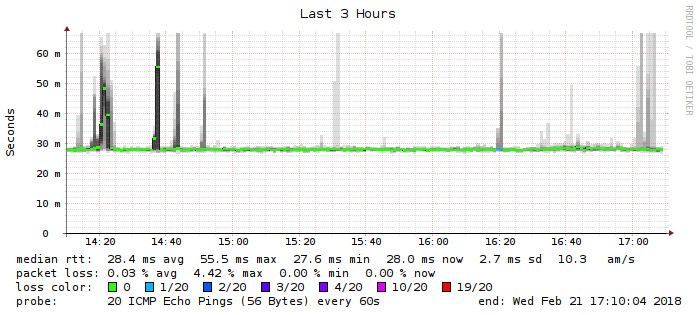 Last 3 Hours
RRDTOOL / TOBI OETIKER
Seconds
60 m
50 m
40 m
30 m
20 m
10 m
0
14:20 14:40 15:00 15:20 15:40 16:00 16:20 16:40 17:00
median rtt: 28.4 ms avg 55.5 ms max 27.6 ms min 28.0 ms now 2.7 ms sd 10.3 am/s
packet loss: 0.03 % avg 4.42 % max 0.00 % min 0.00 % now
loss color: 0 1/20 2/20 3/20 4/20 10/20 19/20
probe: 20 ICMP Echo Pings (56 Bytes) every 60s end: Wed Feb 21 17:10:04 2018